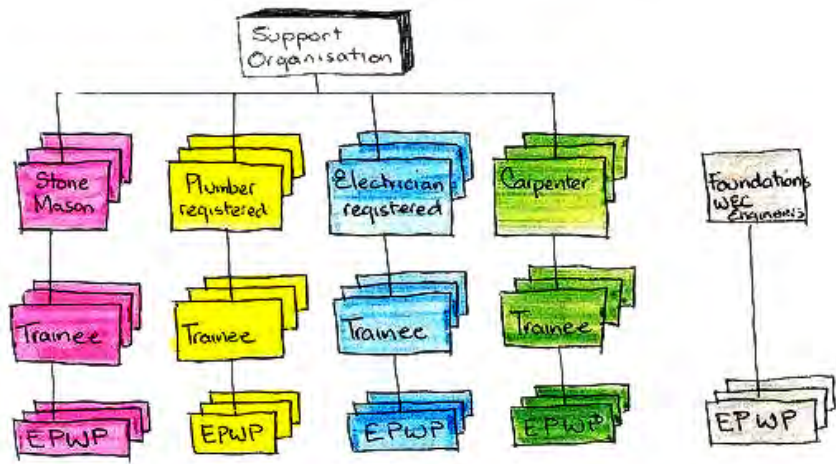 Support
Organisation
Stone
Mason
Plumber
registered
Electrician
registered
Carpenter
Foundations
WBC
Engineers
Trainee
Trainee
Trainee
Trainee
EPWP
EPWP
EPWP
EPWP
EPWP